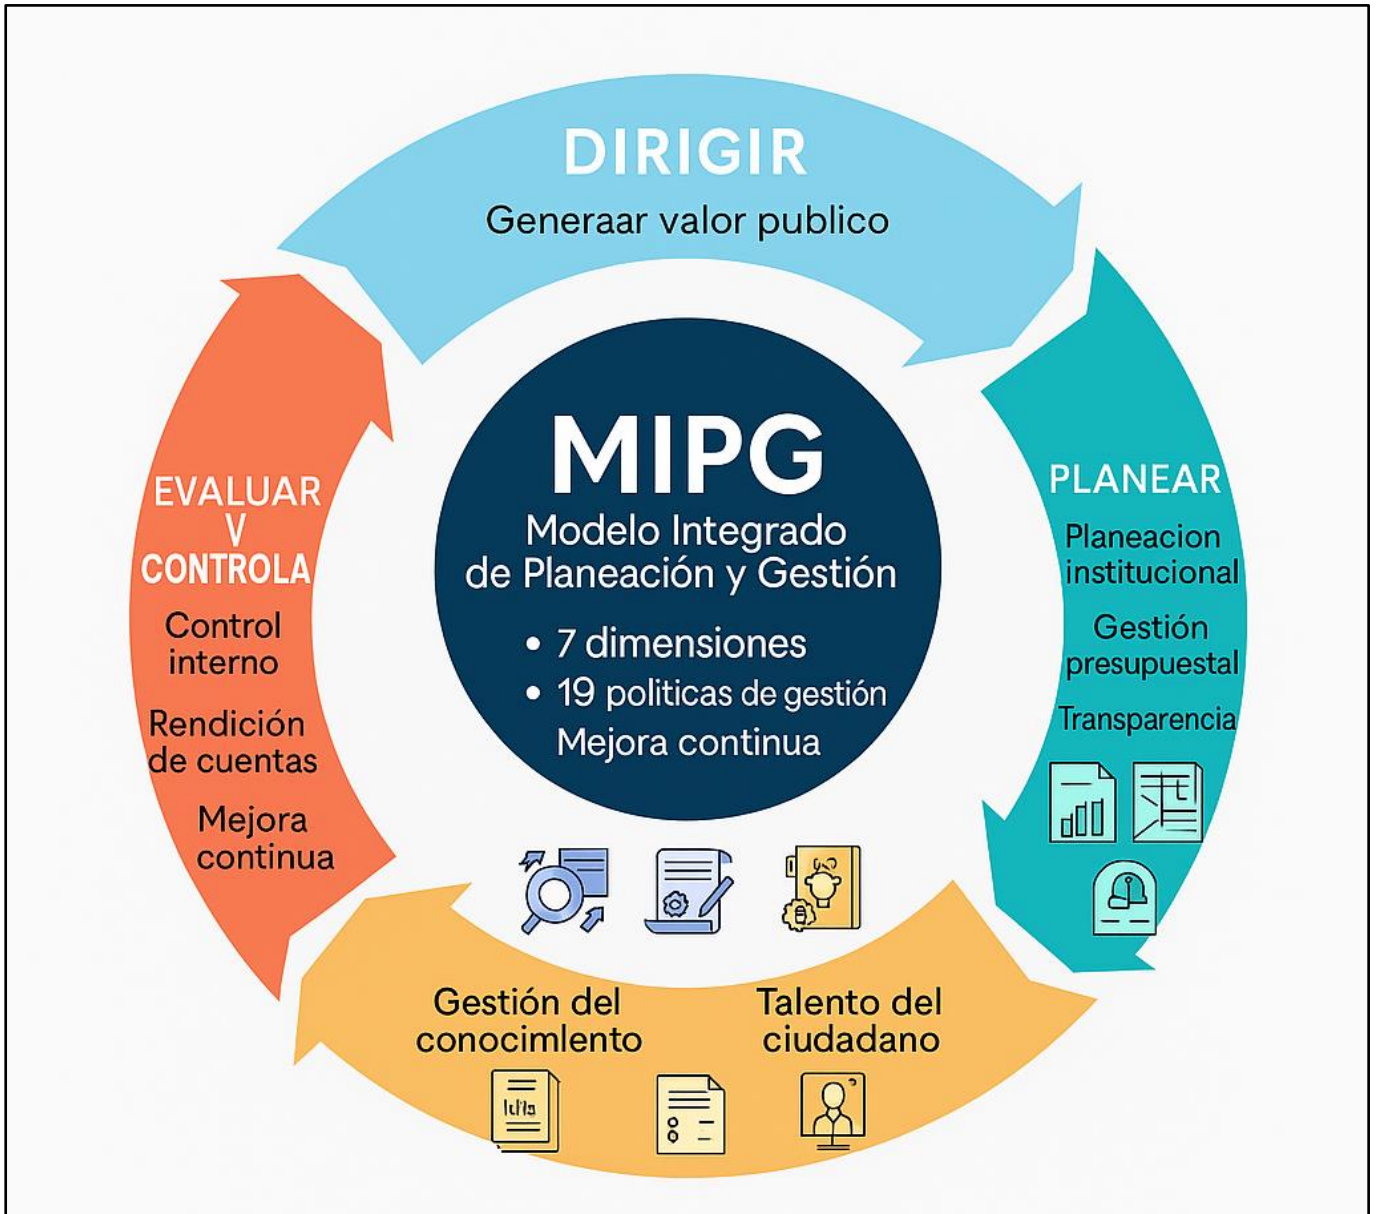 DIRIGIR
Generaar valor publico
MIPG
Modelo Integrado
de Planeación y Gestión
• 7 dimensiones
• 19 politicas de gestión
Mejora continua
PLANEAR
Planeacion
institucional
Gestión
presupuestal
Transparencia
Gestión del
conocimlento
Talento del
ciudadano
EVALUAR
V
CONTROLA
Control
interno
Rendición
de cuentas
Mejora
continua